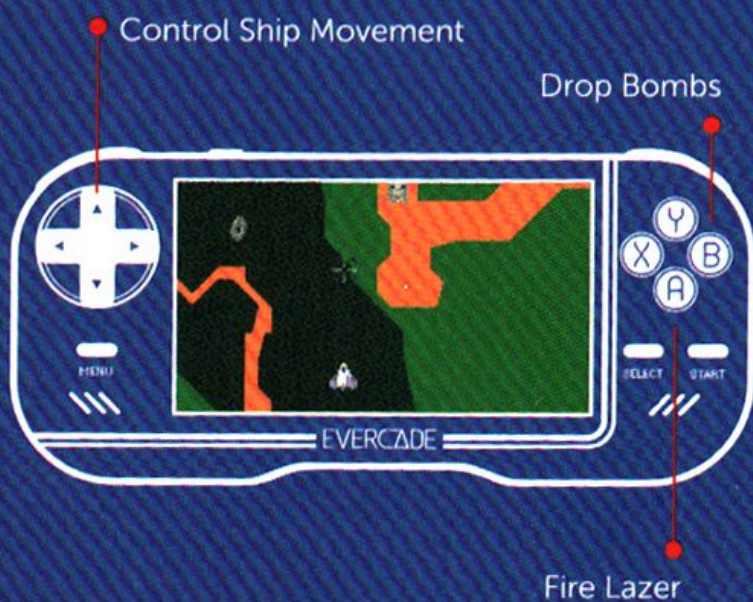 Control Ship Movement
Drop Bombs
Y
X B
A
MENU
SELECT START
EVERCADE
Fire Lazer